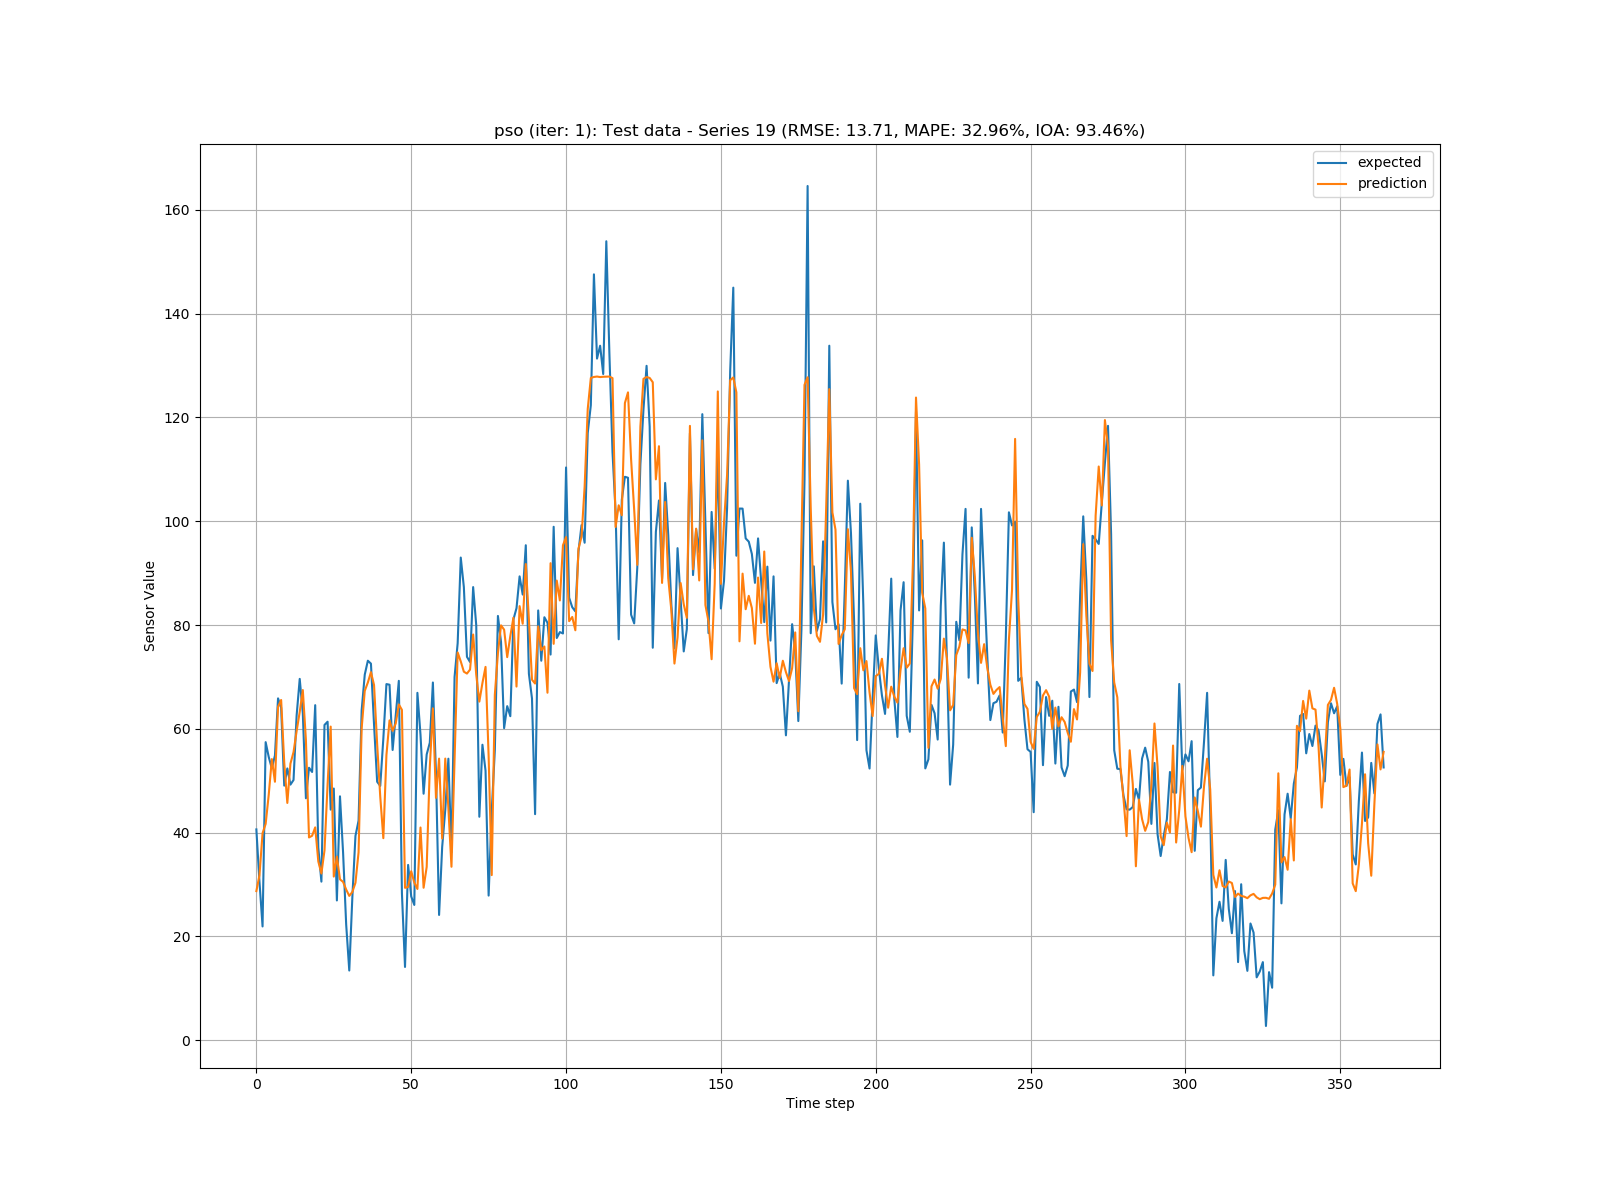 pso (iter: 1): Test data - Series 19 (RMSE: 13.71, MAPE: 32.96%, IOA: 93.46%)
expected
prediction
Sensor Value
160
140
120
100
80
60
40
20
0
0 50 100 150 200 250 300 350
Time step